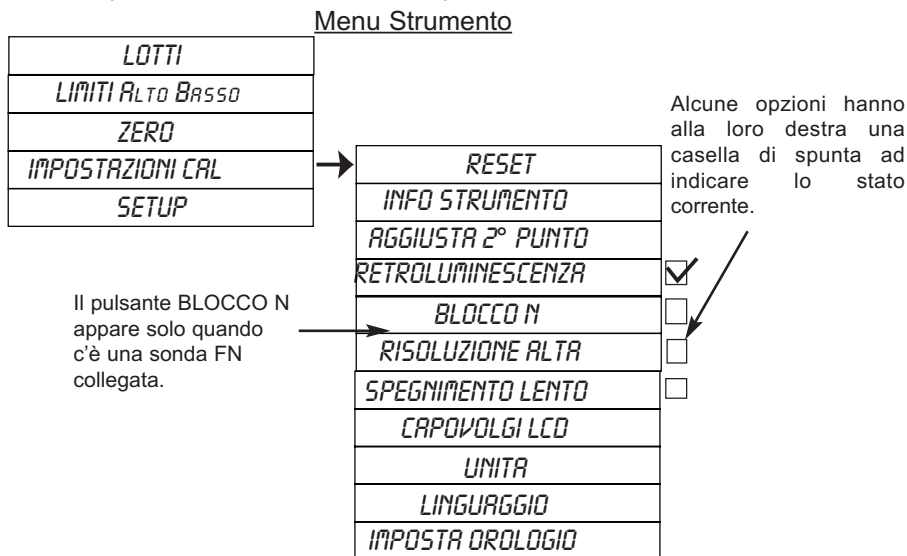 Menu Strumento
LOTTI
LIMITI ALTO BASSO
ZERO
IMPOSTAZIONI CAL
SETUP
RESET
INFO STRUMENTO
AGGIUSTA 2° PUNTO
RETROLUMINESCENZA
BLOCCO N
RISOLUZIONE ALTA
SPEGNIMENTO LENTO
CAPOVOLGI LCD
UNITA
LINGUAGGIO
IMPOSTA OROLOGIO
Alcune opzioni hanno
alla loro destra una
casella di spunta ad
indicare lo stato
corrente.
Il pulsante BLOCCO N
appare solo quando
c'è una sonda FN
collegata.